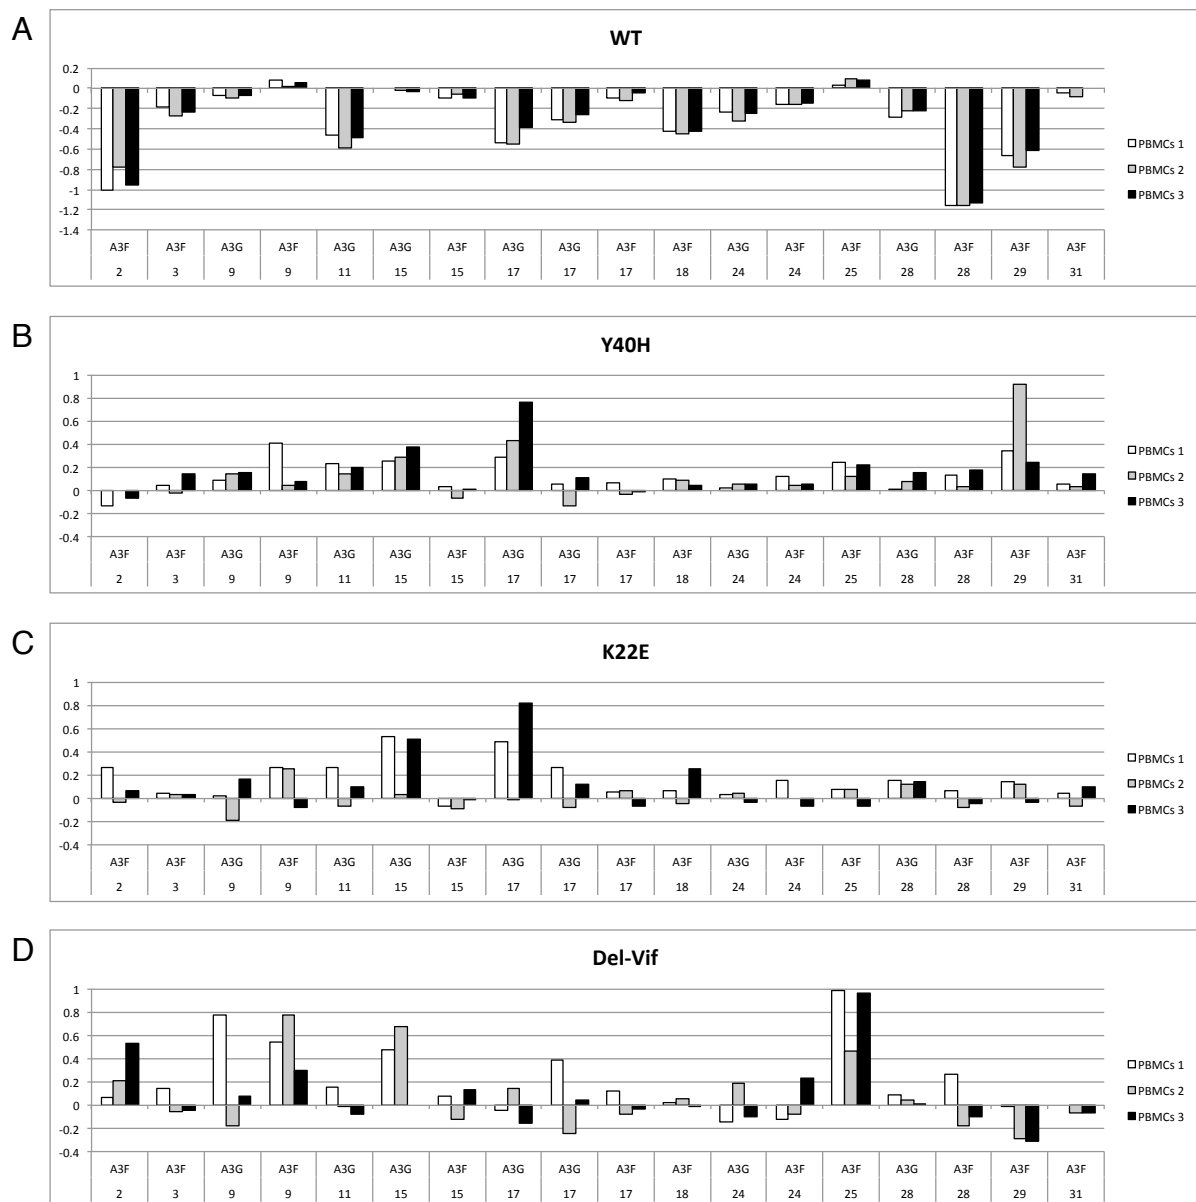 A
WT
0.2
0
-0.2
-0.4
-0.6
-0.8
-1
-1.2
-1.4
A3F A3F A3G A3F A3G A3G A3F A3G A3G A3F A3F A3G A3F A3F A3G A3F A3F A3F
2 3 9 9 11 15 15 17 17 17 18 24 24 25 28 28 29 31
PBMCs 1
PBMCs 2
PBMCs 3
B
Y40H
1
0.8
0.6
0.4
0.2
0
-0.2
-0.4
A3F A3F A3G A3F A3G A3G A3F A3G A3G A3F A3F A3G A3F A3F A3G A3F A3F A3F
2 3 9 9 11 15 15 17 17 17 18 24 24 25 28 28 29 31
PBMCs 1
PBMCs 2
PBMCs 3
C
K22E
1
0.8
0.6
0.4
0.2
0
-0.2
-0.4
A3F A3F A3G A3F A3G A3G A3F A3G A3G A3F A3F A3G A3F A3F A3G A3F A3F A3F
2 3 9 9 11 15 15 17 17 17 18 24 24 25 28 28 29 31
PBMCs 1
PBMCs 2
PBMCs 3
D
Del-Vif
1
0.8
0.6
0.4
0.2
0
-0.2
-0.4
A3F A3F A3G A3F A3G A3G A3F A3G A3G A3F A3F A3G A3F A3F A3G A3F A3F A3F
2 3 9 9 11 15 15 17 17 17 18 24 24 25 28 28 29 31
PBMCs 1
PBMCs 2
PBMCs 3